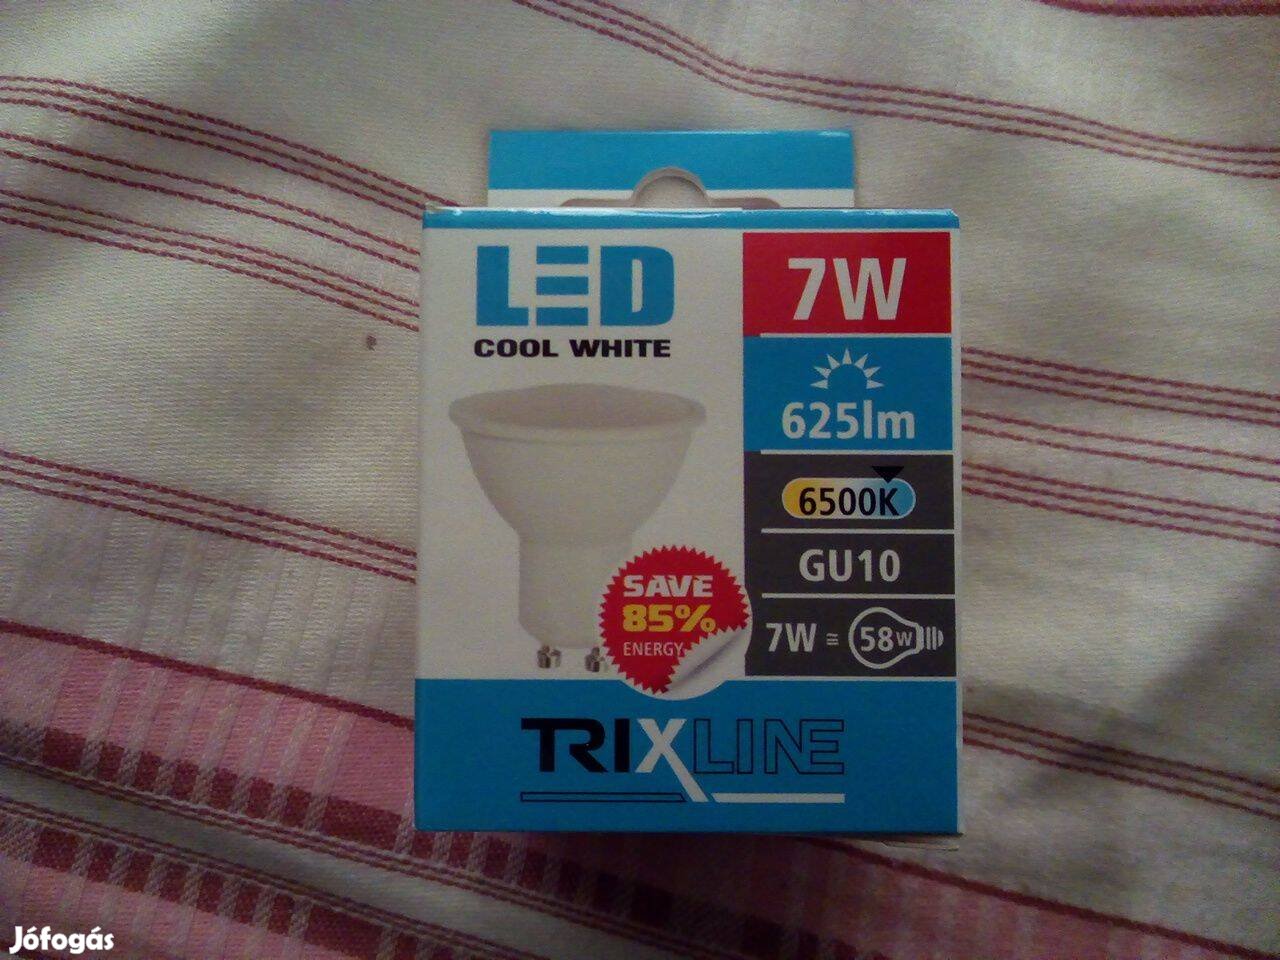 LED
COOL WHITE
7W
625lm
6500K
GU10
7W = 58W
SAVE
85%
ENERGY
TRIXLINE
Jófogás